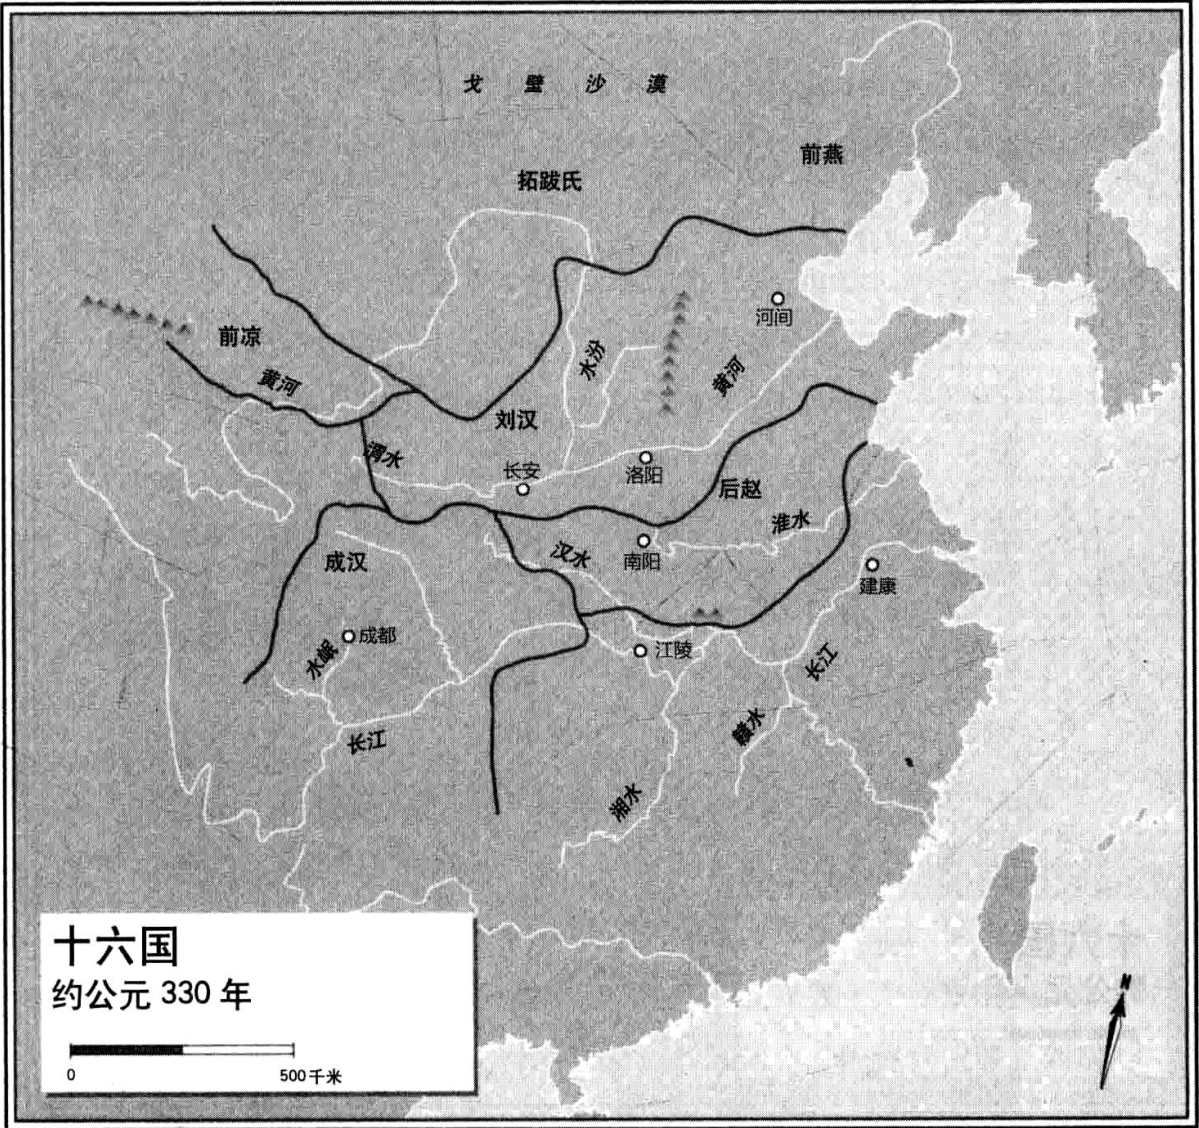 戈壁沙漠
前燕
拓跋氏
前凉
黄河
河间
水汾
黄河
刘汉
渭水
长安
洛阳
后赵
淮水
南阳
汉水
成汉
建康
成都
水岷
江陵
长江
长江
赣水
湘水
十六国
约公元 330 年
0
500千米
N